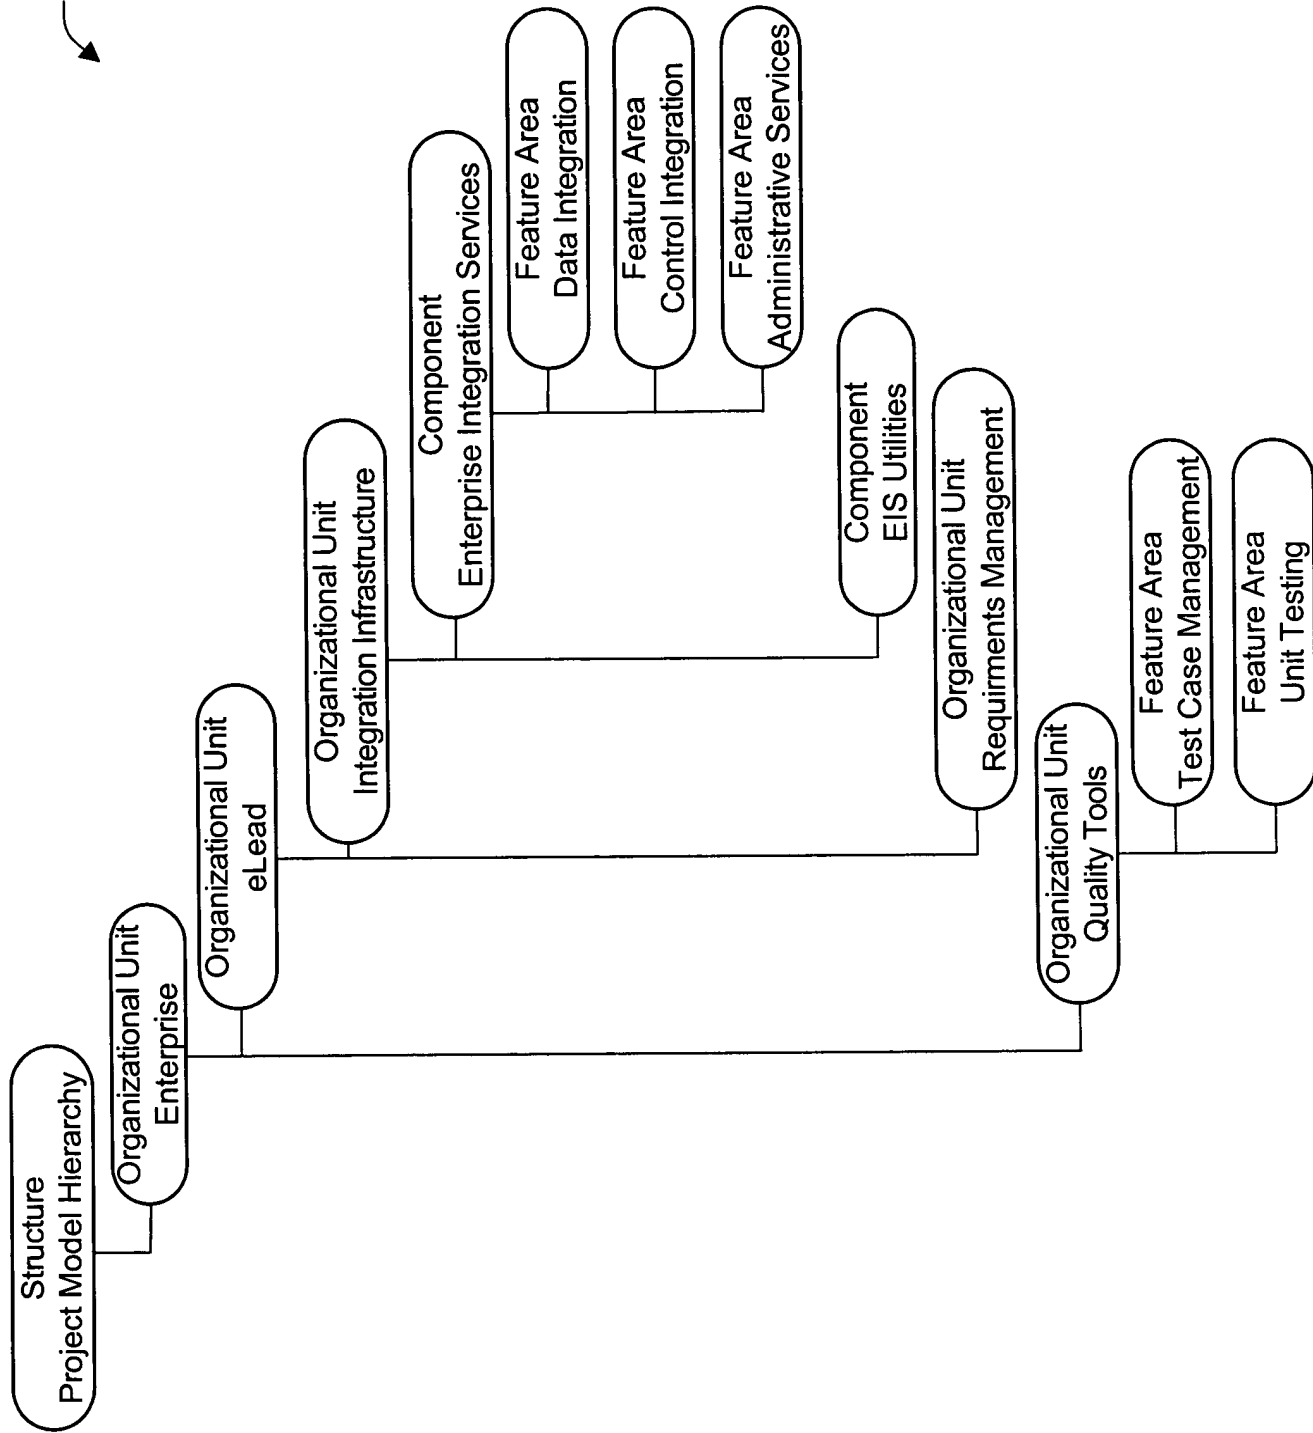 Structure
Project Model Hierarchy
Organizational Unit
Enterprise
Organizational Unit
eLead
Organizational Unit
Integration Infrastructure
Component
Enterprise Integration Services
Feature Area
Data Integration
Feature Area
Control Integration
Feature Area
Administrative Services
Component
EIS Utilities
Organizational Unit
Requirments Management
Organizational Unit
Quality Tools
Feature Area
Test Case Management
Feature Area
Unit Testing